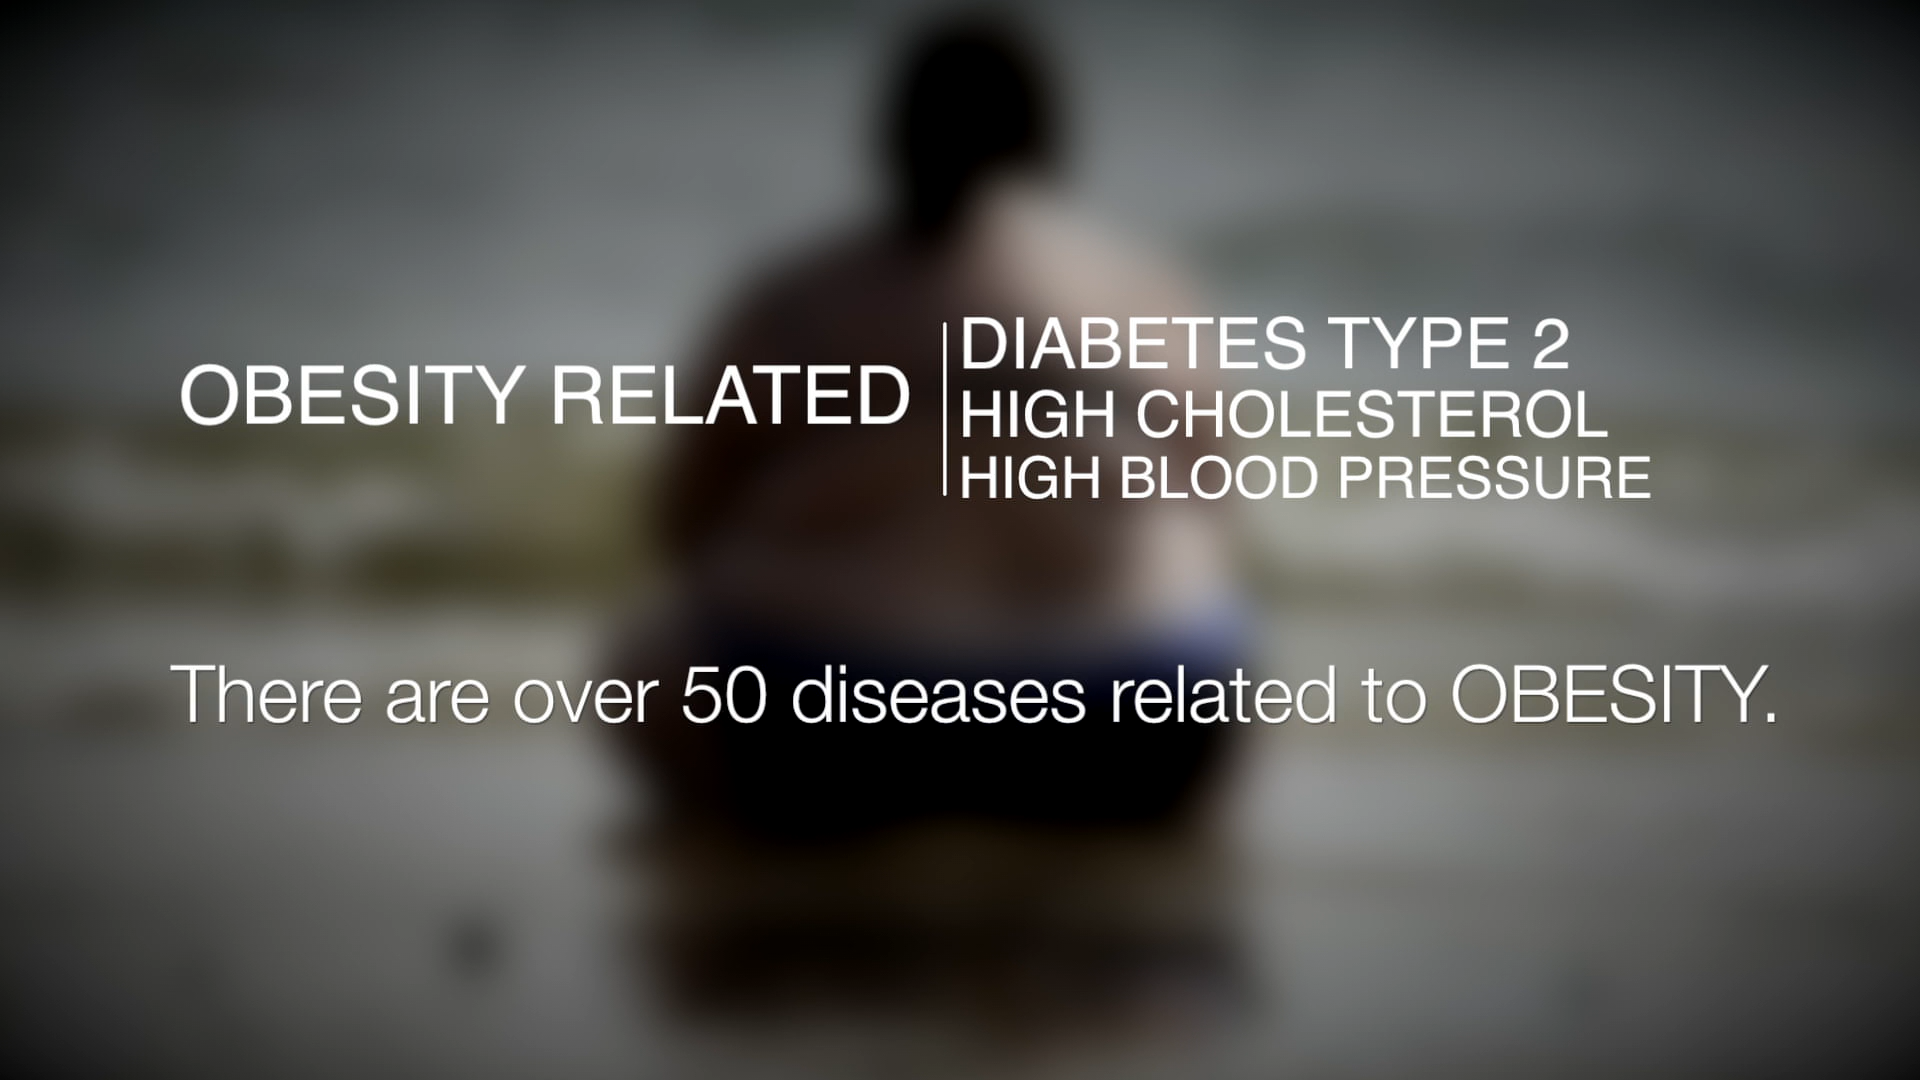 OBESITY RELATED
DIABETES TYPE 2
HIGH CHOLESTEROL
HIGH BLOOD PRESSURE
There are over 50 diseases related to OBESITY.